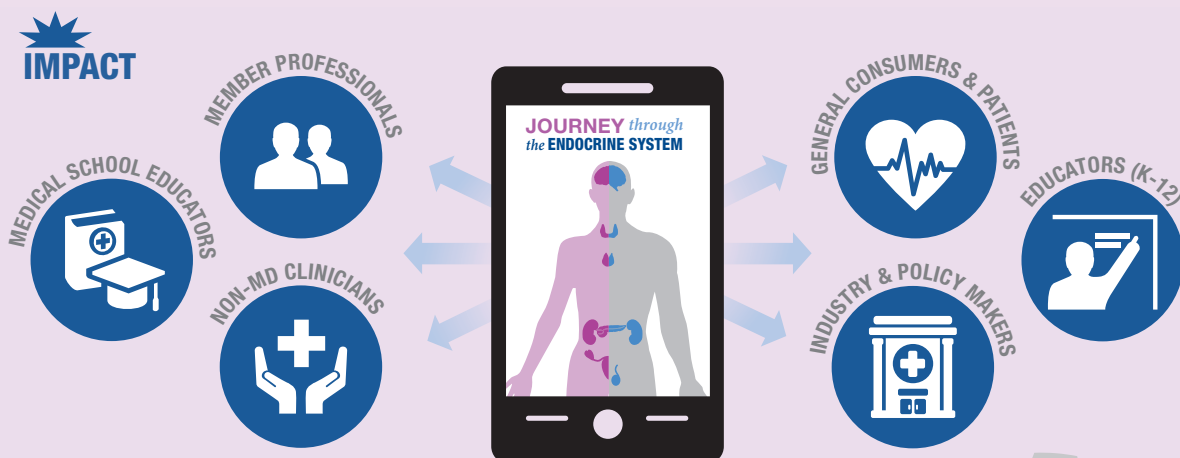 IMPACT
MEMBER PROFESSIONALS
MEDICAL SCHOOL EDUCATORS
NON-MD CLINICIANS
JOURNEY through
the ENDOCRINE SYSTEM
GENERAL CONSUMERS & PATIENTS
EDUCATORS (K-12)
INDUSTRY & POLICY MAKERS